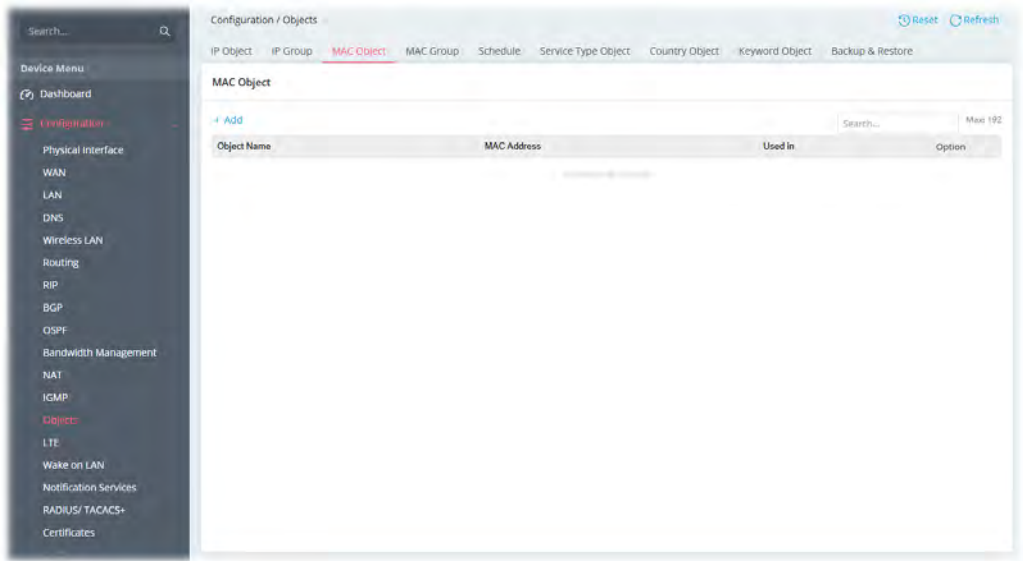 Search...
Device Menu
Dashboard
Configuration
Physical Interface
WAN
LAN
DNS
Wireless LAN
Routing
RIP
BGP
OSPF
Bandwidth Management
NAT
IGMP
Objects
LTE
Wake on LAN
Notification Services
RADIUS/ TACACS+
Certificates
Configuration / Objects
Reset
Refresh
IP Object
IP Group
MAC Object
MAC Group
Schedule
Service Type Object
Country Object
Keyword Object
Backup & Restore
MAC Object
+ Add
Search...
Max: 192
Object Name
MAC Address
Used in
Option